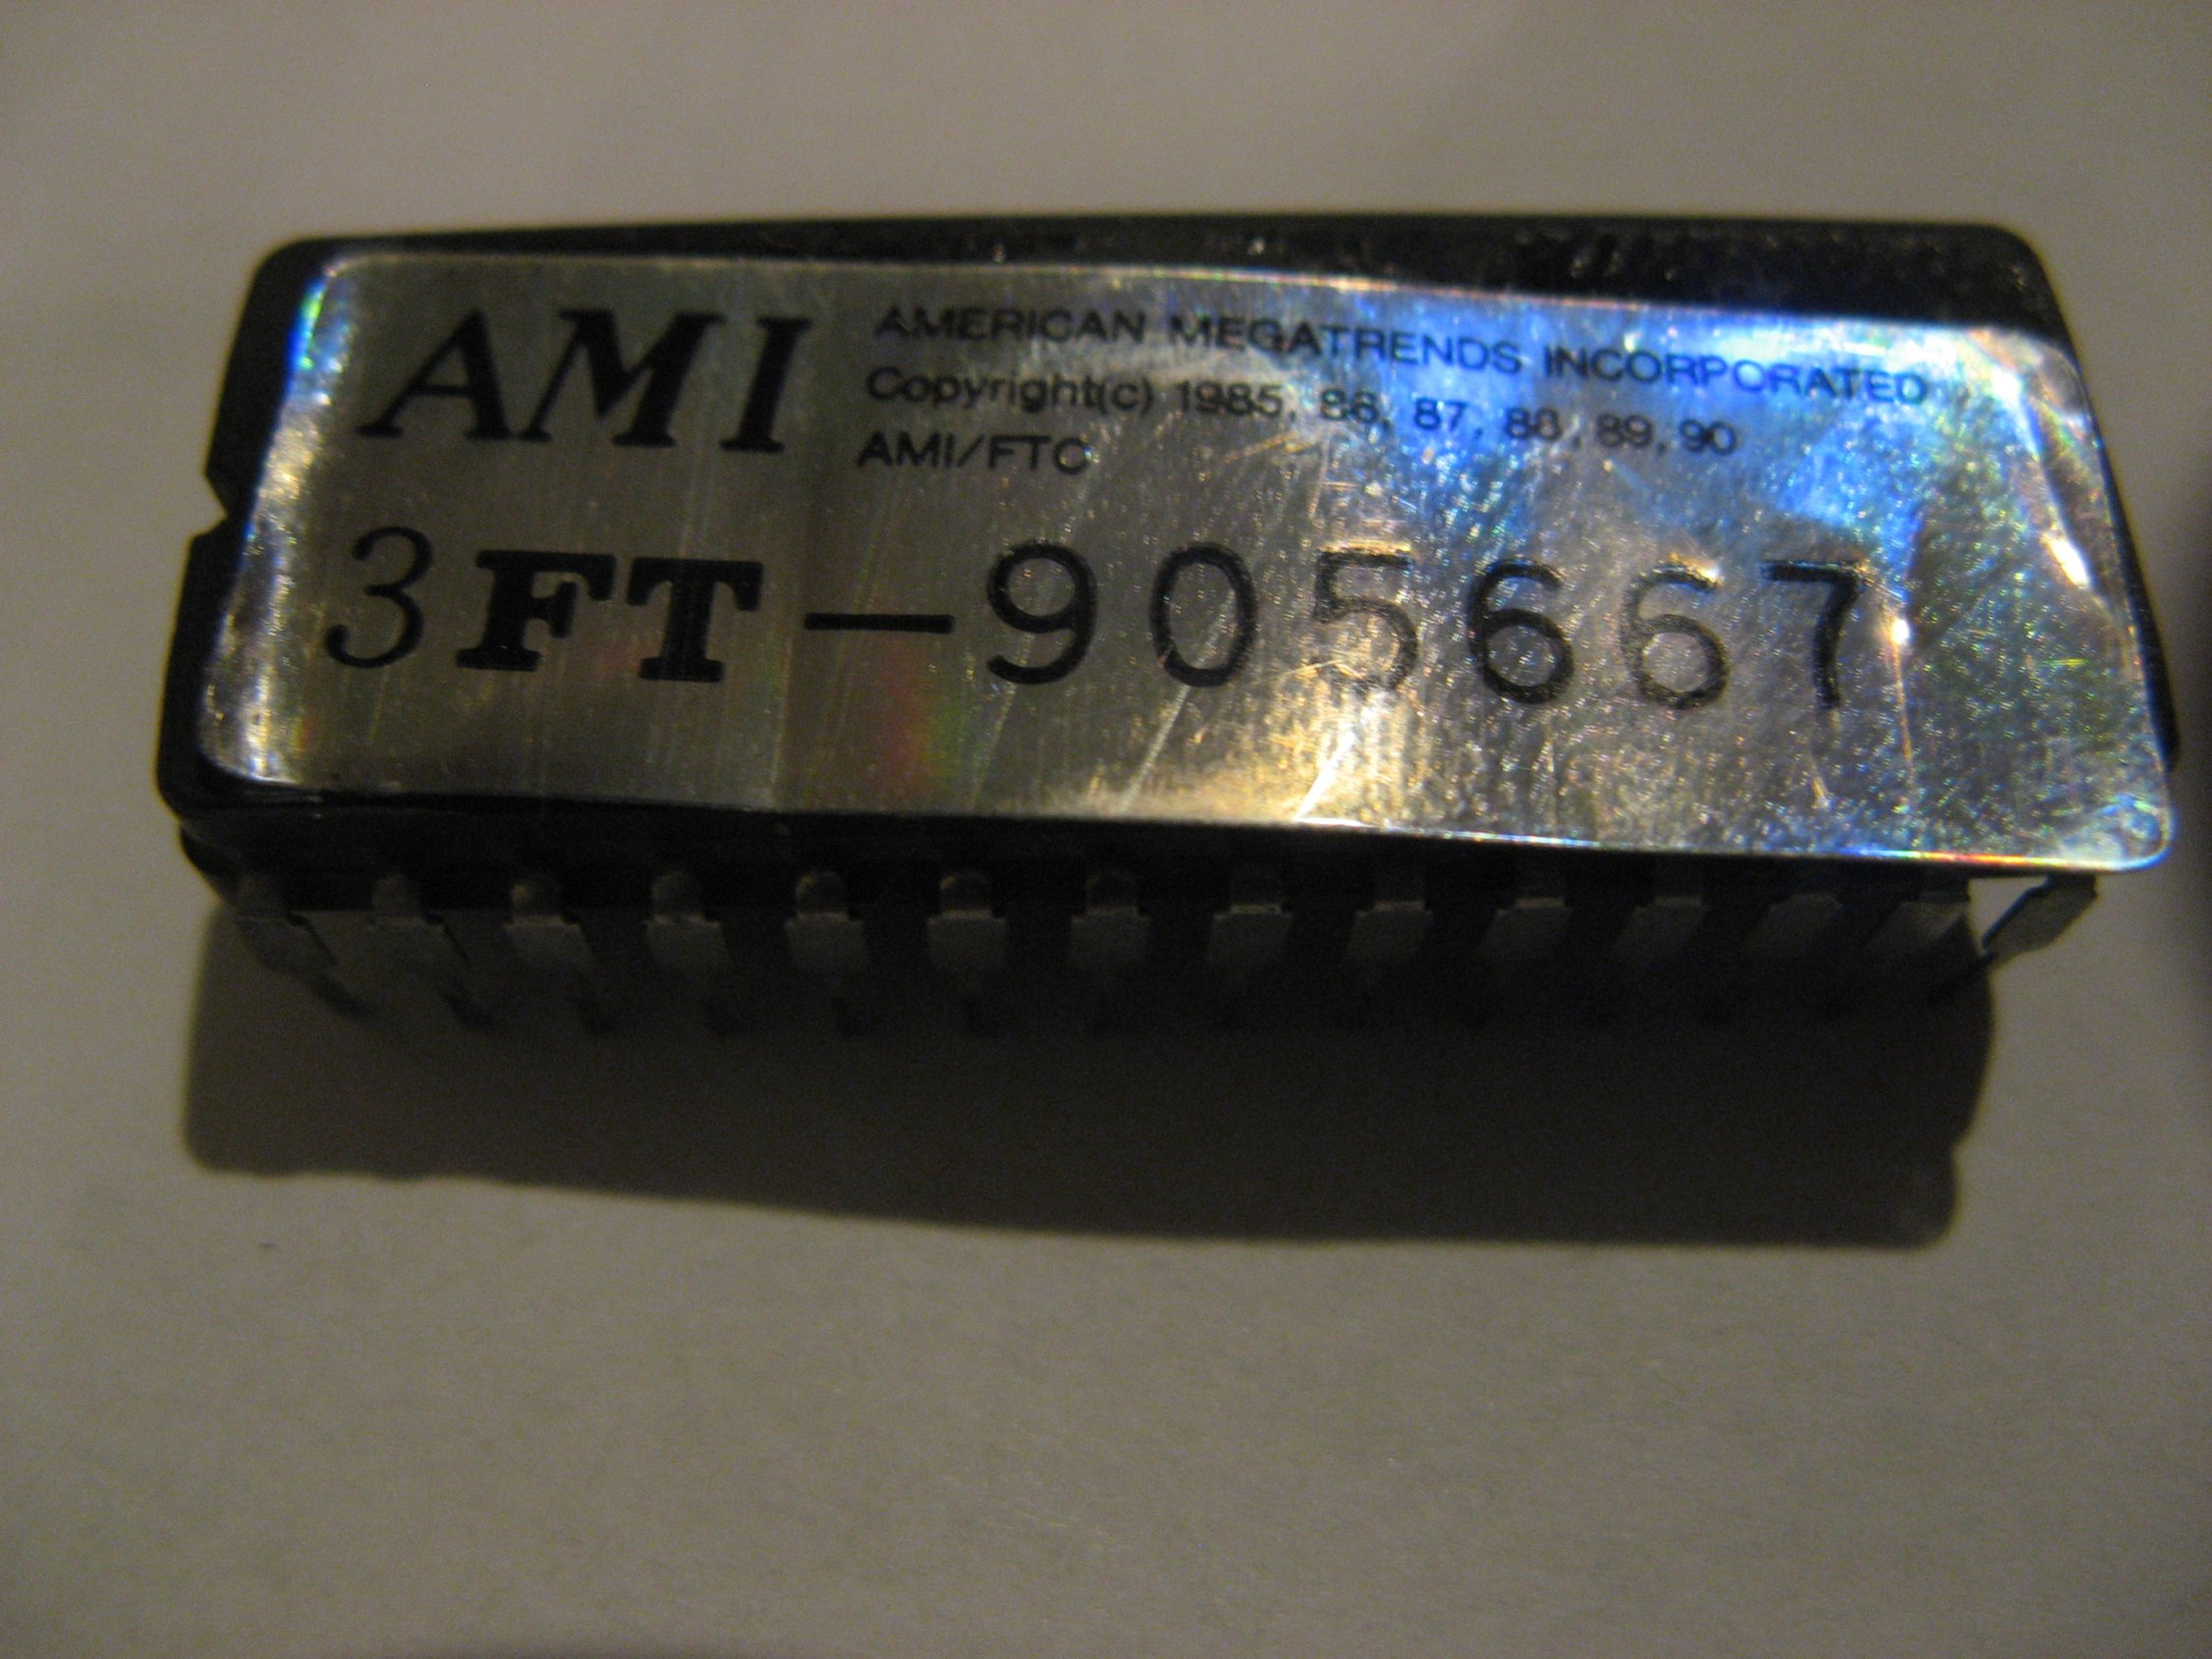 AMI
AMERICAN MEGATRENDS INCORPORATED
Copyright(c) 1985, 86, 87, 88, 89, 90
AMI/FTC
3FT-905667